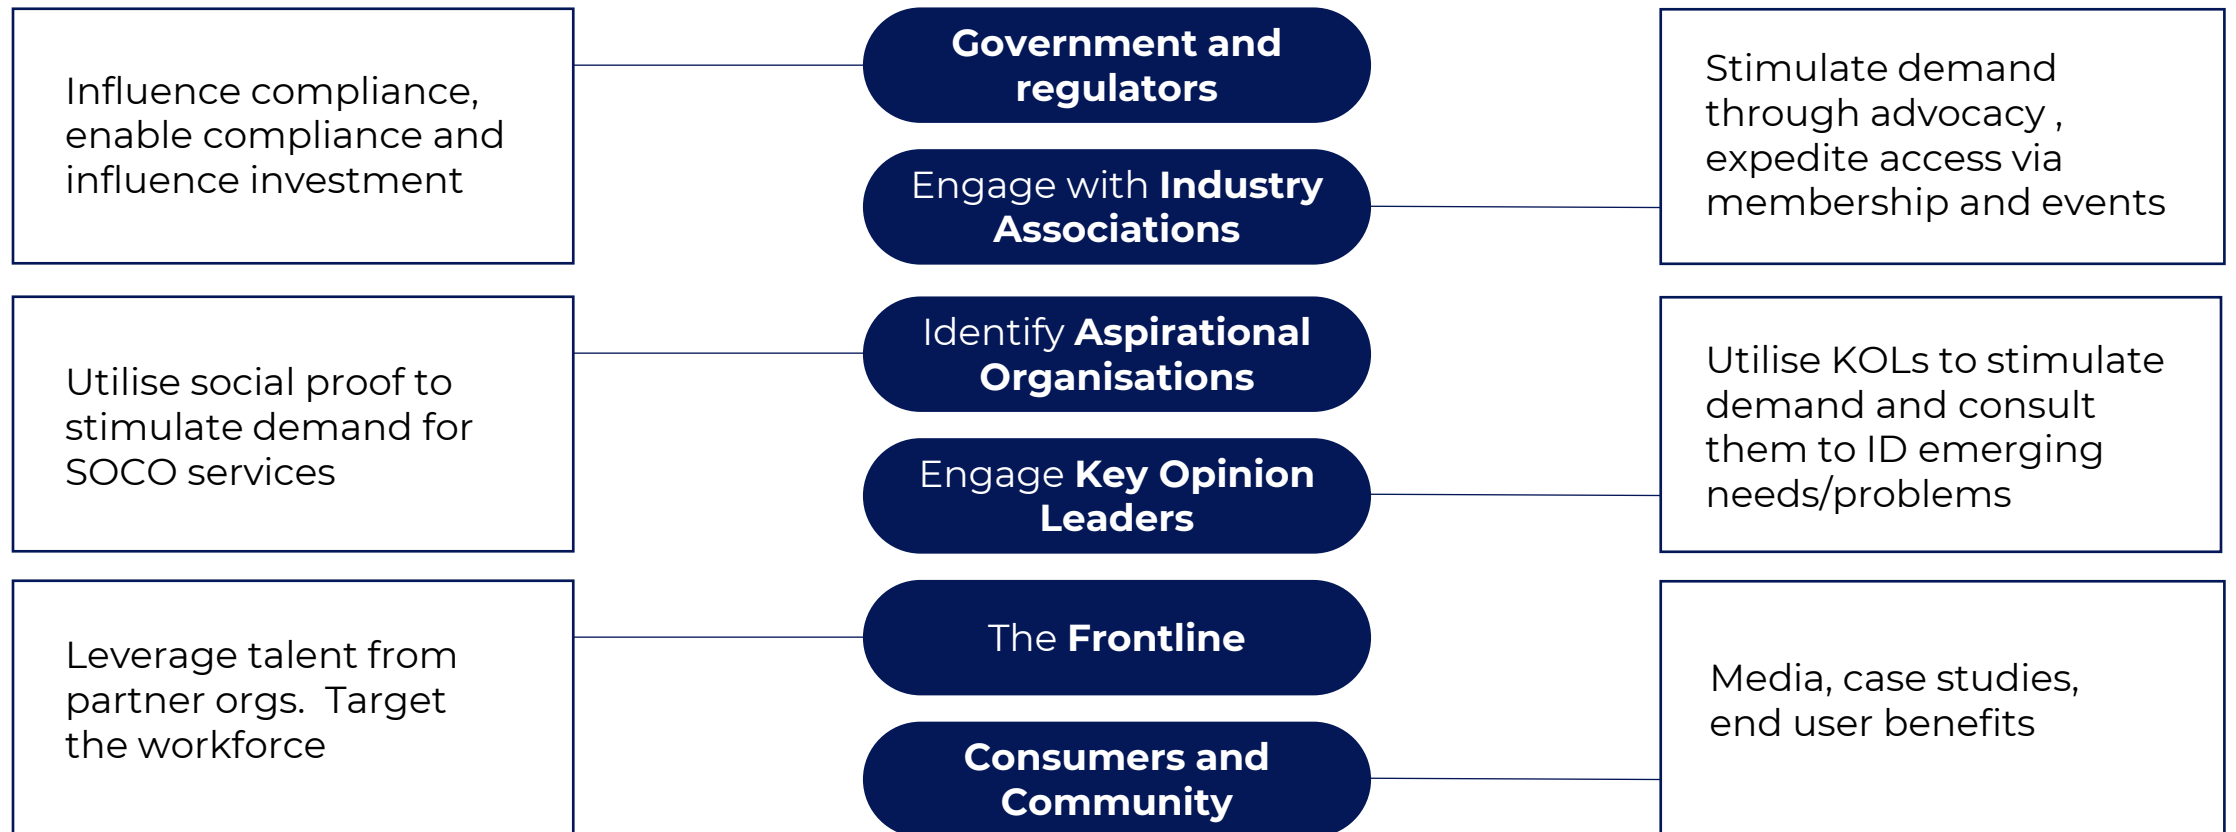 Government and
regulators
Influence compliance,
enable compliance and
influence investment
Engage with Industry
Associations
Stimulate demand
through advocacy ,
expedite access via
membership and events
Identify Aspirational
Organisations
Utilise social proof to
stimulate demand for
SOCO services
Engage Key Opinion
Leaders
Utilise KOLs to stimulate
demand and consult
them to ID emerging
needs/problems
The Frontline
Leverage talent from
partner orgs.  Target
the workforce
Consumers and
Community
Media, case studies,
end user benefits